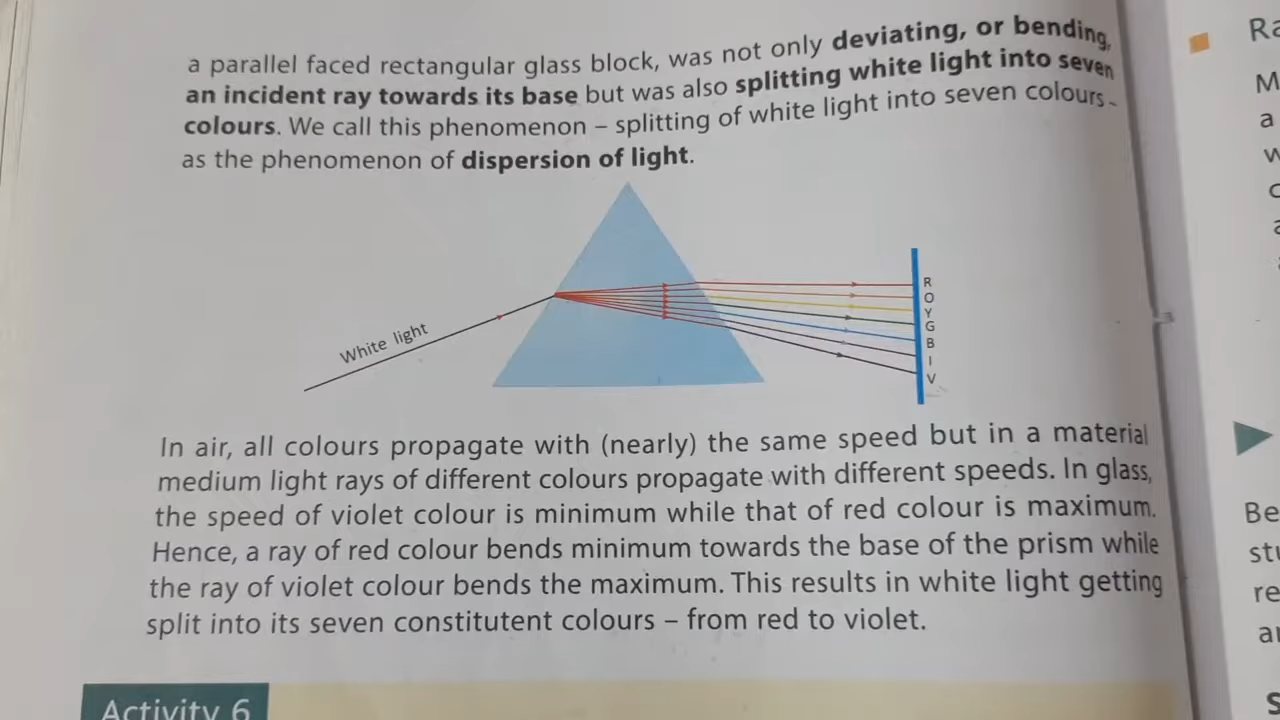 a parallel faced rectangular glass block, was not only deviating, or bending,
an incident ray towards its base but was also splitting white light into seven
colours. We call this phenomenon – splitting of white light into seven colours –
as the phenomenon of dispersion of light.
White light
R
O
Y
G
B
I
V
In air, all colours propagate with (nearly) the same speed but in a material
medium light rays of different colours propagate with different speeds. In glass,
the speed of violet colour is minimum while that of red colour is maximum.
Hence, a ray of red colour bends minimum towards the base of the prism while
the ray of violet colour bends the maximum. This results in white light getting
split into its seven constitutent colours – from red to violet.
Activity 6